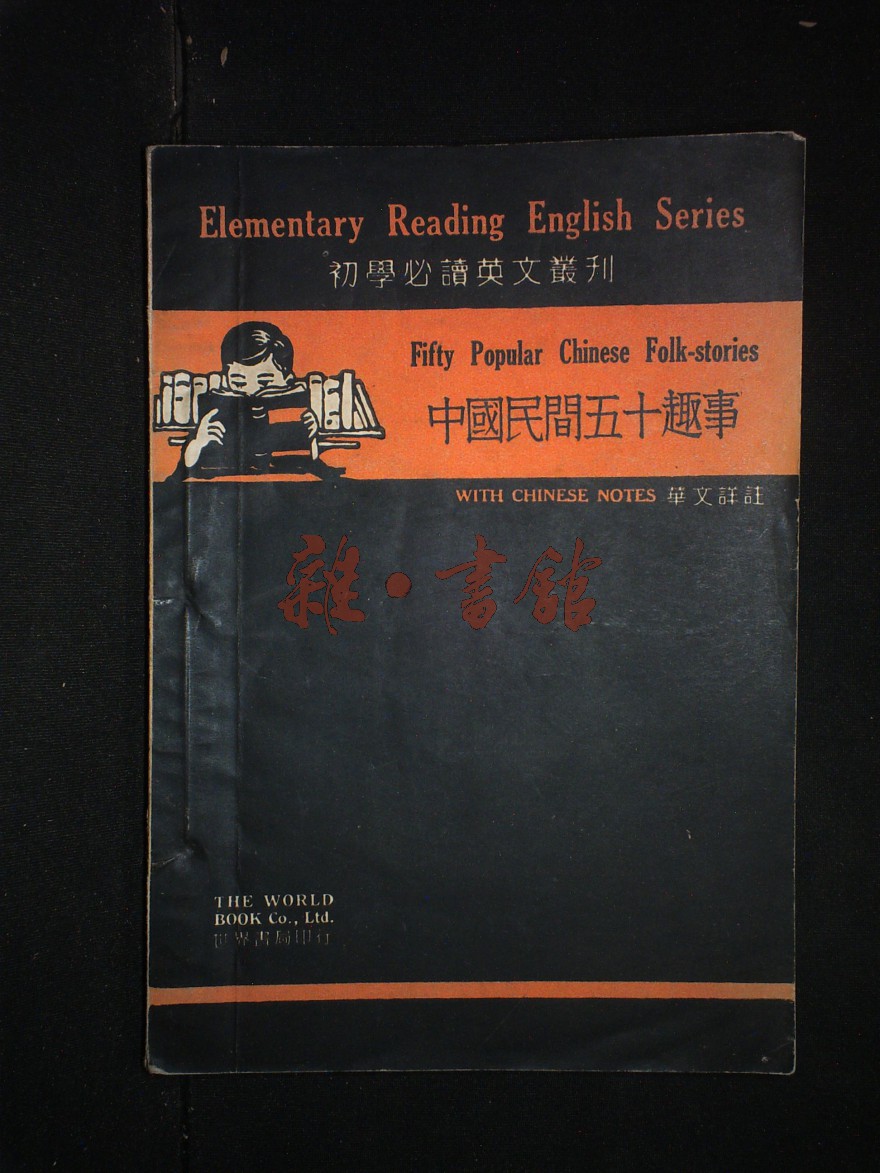 Elementary Reading English Series
初學必讀英文叢刊
Fifty Popular Chinese Folk-stories
中國民間五十趣事
WITH CHINESE NOTES 華文詳註
雜·書館
THE WORLD
BOOK Co., Ltd.
世界書局印行